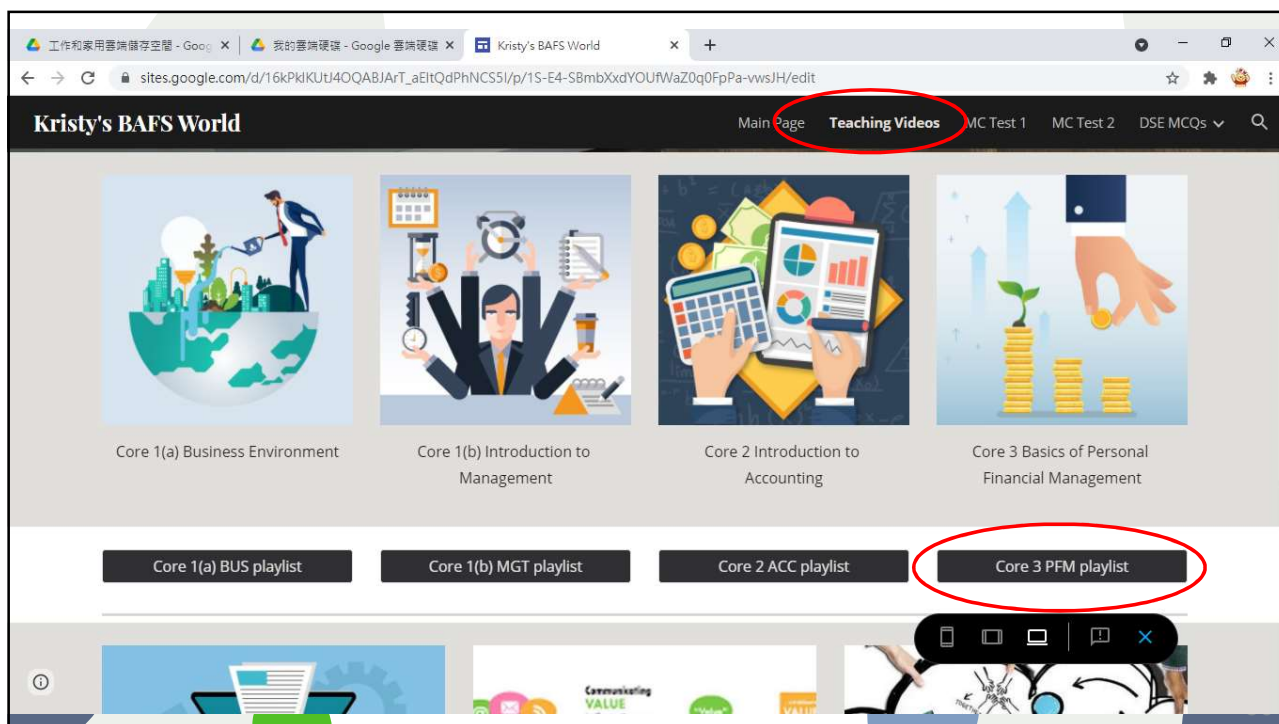 工作和家用雲端儲存空間 - Goog
我的雲端硬碟 - Google 雲端硬碟
Kristy's BAFS World
sites.google.com/d/16kPklKUtJ4OQABJArT_aEItQdPhNCS5I/p/1S-E4-SBmbXxdYOUfWaZ0q0FpPa-vwsJH/edit
Kristy's BAFS World
Main Page Teaching Videos MC Test 1 MC Test 2 DSE MCQs
Core 1(a) Business Environment
Core 1(b) Introduction to
Management
Core 2 Introduction to
Accounting
Core 3 Basics of Personal
Financial Management
Core 1(a) BUS playlist
Core 1(b) MGT playlist
Core 2 ACC playlist
Core 3 PFM playlist
Communicating
VALUE
"Value"
VALUE